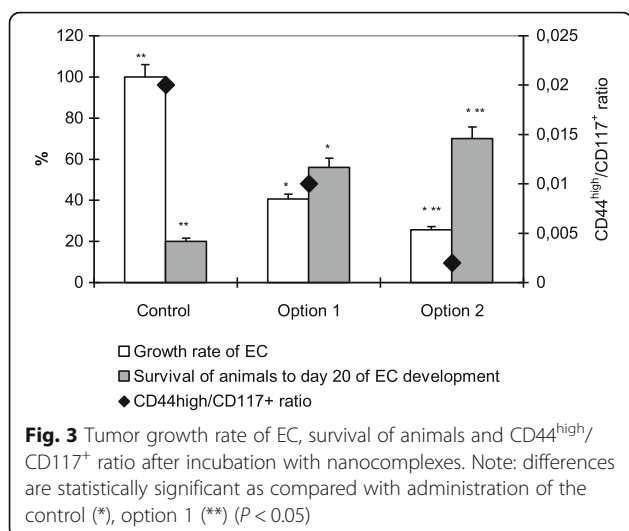 120
100
80
60
40
20
0
%
0,025
0,02
0,015
0,01
0,005
0
CD44high/CD117+ ratio
**
**
*
*
* **
* **
Control
Option 1
Option 2
Growth rate of EC
Survival of animals to day 20 of EC development
CD44high/CD117+ ratio
Fig. 3 Tumor growth rate of EC, survival of animals and CD44high/
CD117+ ratio after incubation with nanocomplexes. Note: differences
are statistically significant as compared with administration of the
control (*), option 1 (**) (P < 0.05)